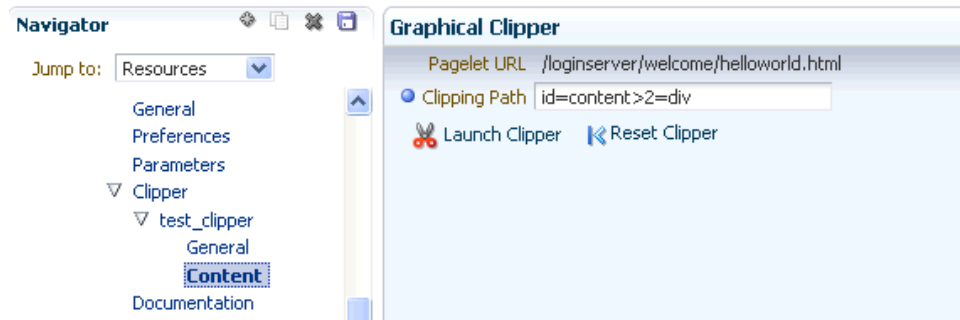 Navigator
Jump to: Resources
General
Preferences
Parameters
Clipper
test_clipper
General
Content
Documentation
Graphical Clipper
Pagelet URL /loginserver/welcome/helloworld.html
Clipping Path id=content>2=div
Launch Clipper Reset Clipper